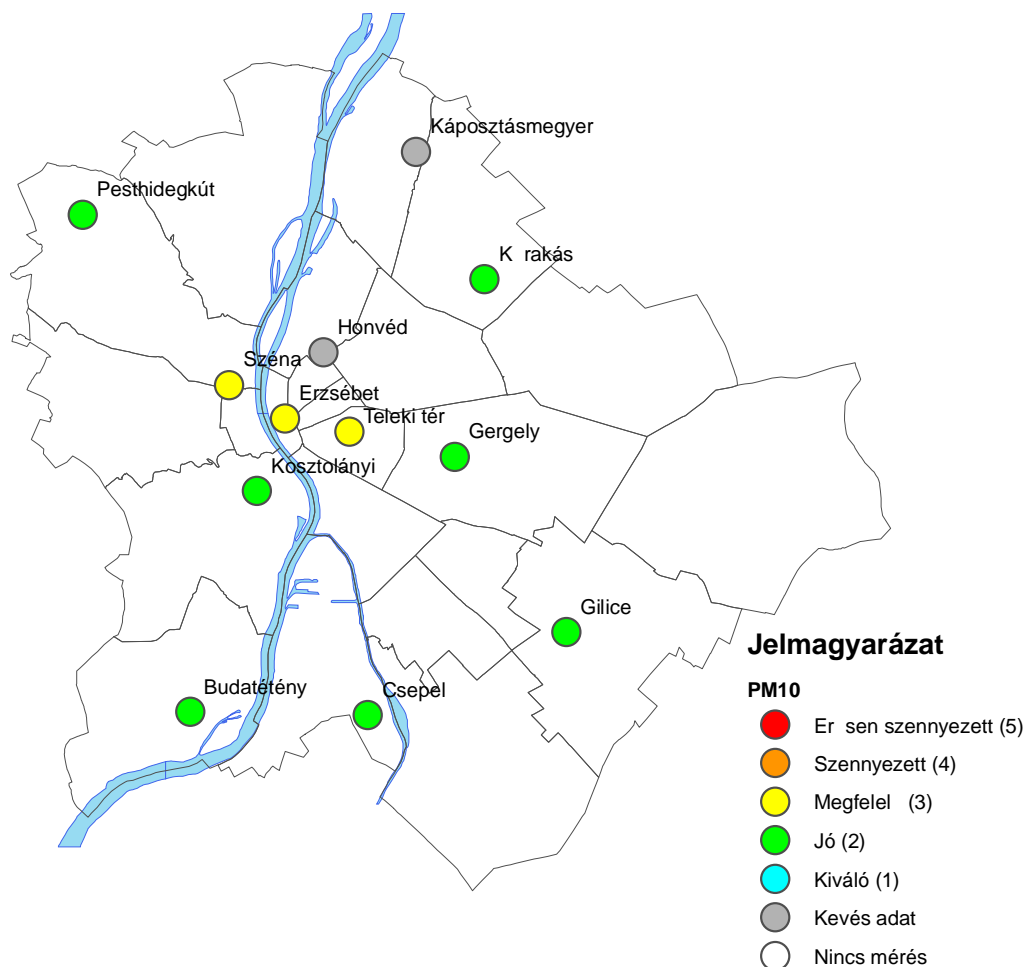 Káposztásmegyer
Pesthidegkút
K rakás
Honvéd
Széna
Erzsébet
Teleki tér
Gergely
Kosztolányi
Gilice
Budatétény
Csepel
Jelmagyarázat
PM10
Er sen szennyezett (5)
Szennyezett (4)
Megfelel (3)
Jó (2)
Kiváló (1)
Kevés adat
Nincs mérés